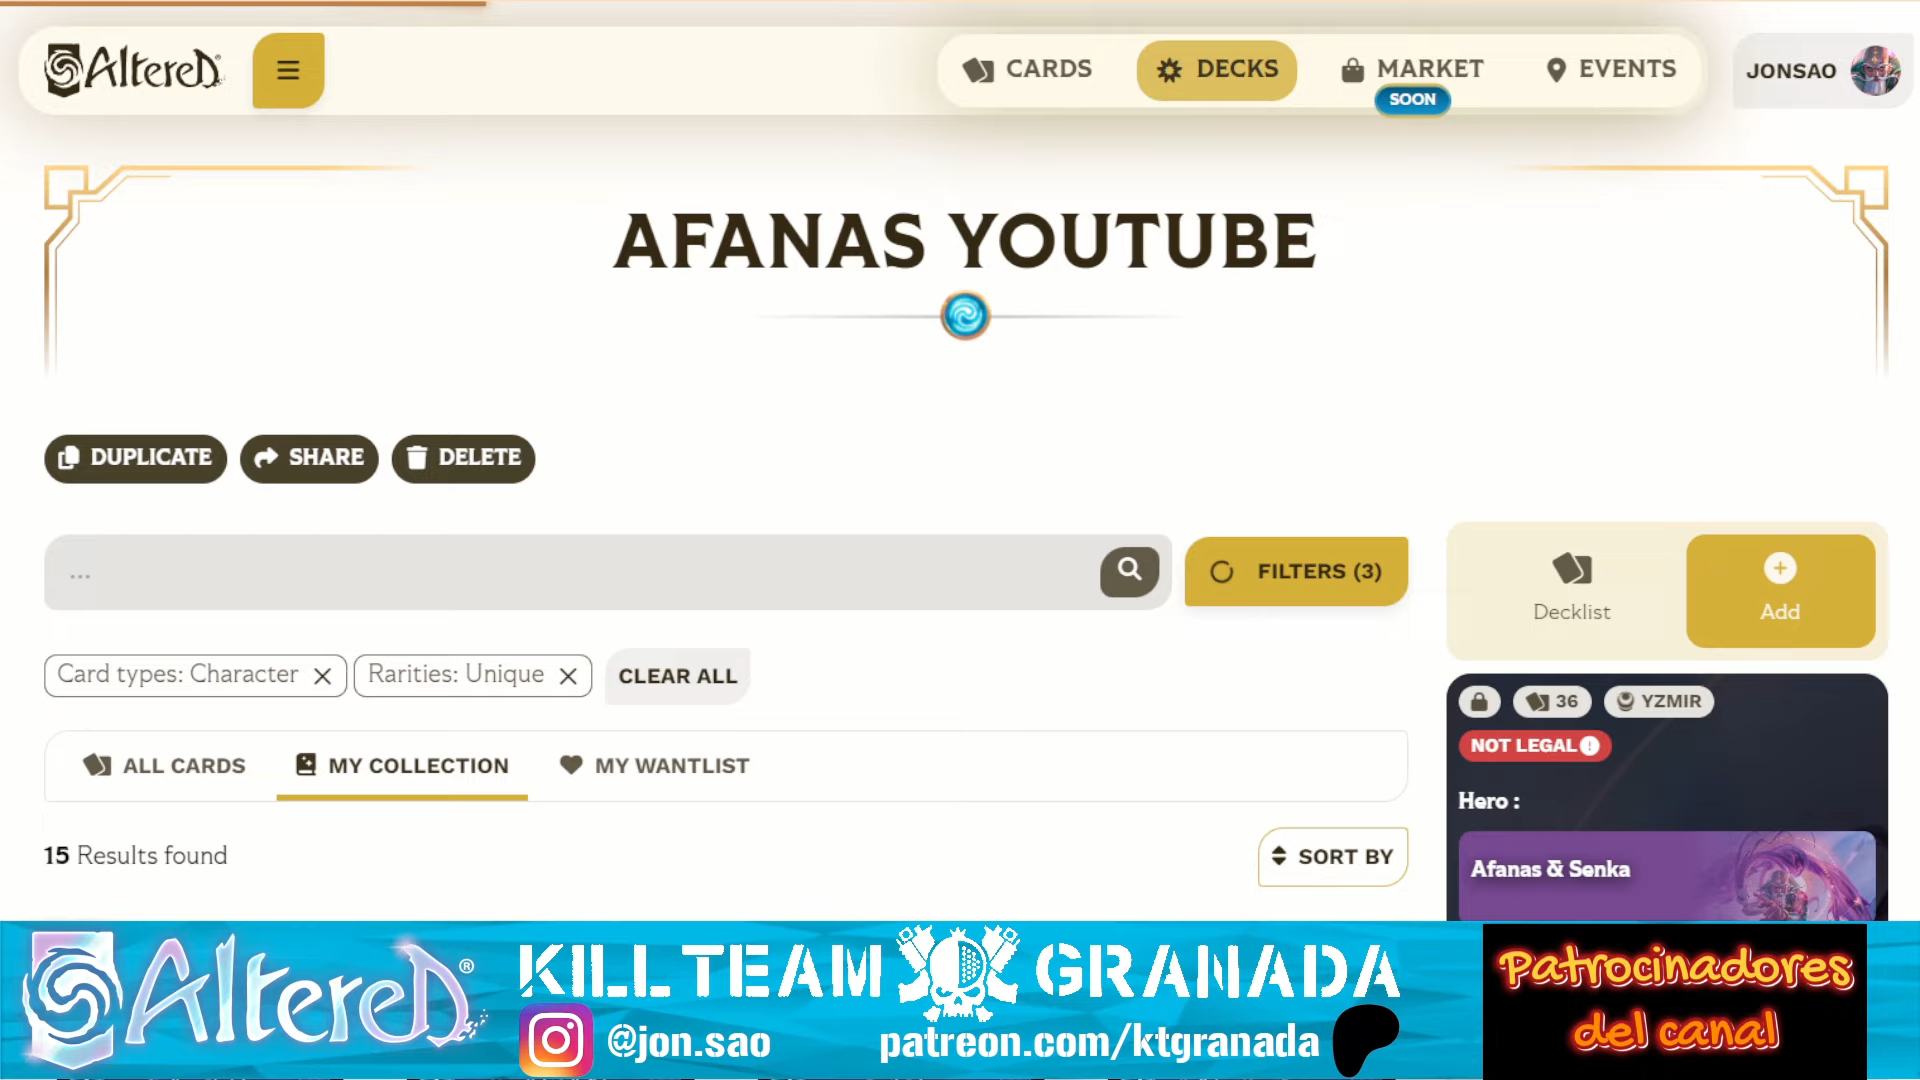 Altered
CARDS
DECKS
MARKET
SOON
EVENTS
JONSAO
AFANAS YOUTUBE
DUPLICATE
SHARE
DELETE
...
FILTERS (3)
Decklist
Add
Card types: Character
Rarities: Unique
CLEAR ALL
36
YZMIR
NOT LEGAL
ALL CARDS
MY COLLECTION
MY WANTLIST
Hero :
15 Results found
SORT BY
Afanas & Senka
Altered®
KILL TEAM GRANADA
@jon.sao
patreon.com/ktgranada
Patrocinadores
del canal